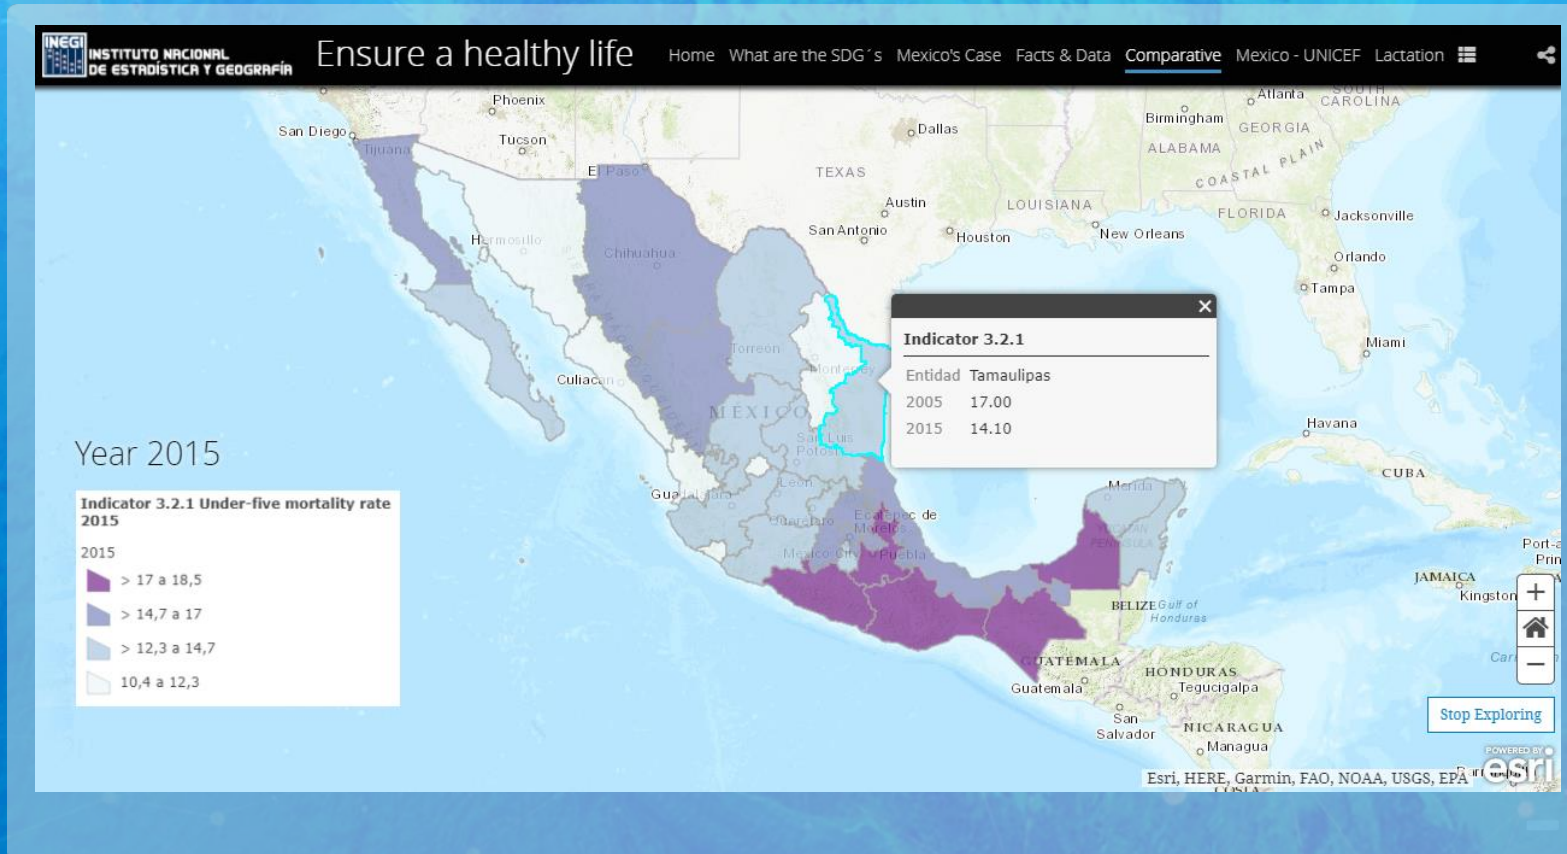 INEGI
INSTITUTO NACIONAL
DE ESTADÍSTICA Y GEOGRAFÍA
Ensure a healthy life
Home What are the SDG´s Mexico's Case Facts & Data Comparative Mexico - UNICEF Lactation
Phoenix
Atlanta
SOUTH
CAROLINA
San Diego
Tijuana
Tucson
Dallas
Birmingham
GEORGIA
ALABAMA
COASTAL PLAIN
El Paso
TEXAS
Austin
LOUISIANA
FLORIDA
Jacksonville
San Antonio
Houston
New Orleans
Hermosillo
Chihuahua
Orlando
Tampa
Miami
Indicator 3.2.1
Entidad Tamaulipas
2005 17.00
2015 14.10
Torreon
Monterrey
Culiacan
MÉXICO
San Luis
Potosi
Havana
CUBA
Year 2015
Indicator 3.2.1 Under-five mortality rate
2015
2015
> 17 a 18,5
> 14,7 a 17
> 12,3 a 14,7
10,4 a 12,3
Leon
Guadalajara
Queretaro
Ecatepec de
Morelos
Mexico City
Puebla
Merida
YUCATAN
PENINSULA
Port-a
Prin
JAMAICA
Kingston
BELIZE
Gulf of
Honduras
GUATEMALA
Guatemala
HONDURAS
Tegucigalpa
San
Salvador
NICARAGUA
Managua
Stop Exploring
POWERED BY
esri
Esri, HERE, Garmin, FAO, NOAA, USGS, EPA